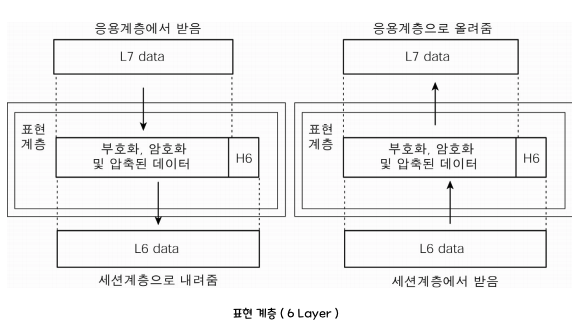 응용계층에서 받음
L7 data
표현
계층
부호화, 암호화
및 압축된 데이터
H6
L6 data
세션계층으로 내려줌
응용계층으로 올려줌
L7 data
표현
계층
부호화, 암호화
및 압축된 데이터
H6
L6 data
세션계층에서 받음
표현 계층 ( 6 Layer )